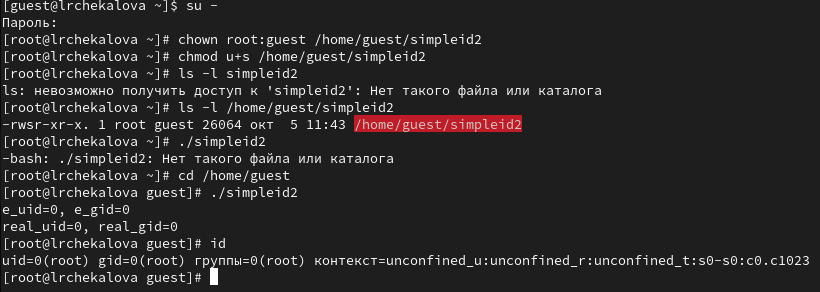 [guest@lrchekalova ~]$ su -
Пароль:
[root@lrchekalova ~]# chown root:guest /home/guest/simpleid2
[root@lrchekalova ~]# chmod u+s /home/guest/simpleid2
[root@lrchekalova ~]# ls -l simpleid2
ls: невозможно получить доступ к 'simpleid2': Нет такого файла или каталога
[root@lrchekalova ~]# ls -l /home/guest/simpleid2
-rwsr-xr-x. 1 root guest 26064 окт  5 11:43 /home/guest/simpleid2
[root@lrchekalova ~]# ./simpleid2
-bash: ./simpleid2: Нет такого файла или каталога
[root@lrchekalova ~]# cd /home/guest
[root@lrchekalova guest]# ./simpleid2
e_uid=0, e_gid=0
real_uid=0, real_gid=0
[root@lrchekalova guest]# id
uid=0(root) gid=0(root) группы=0(root) контекст=unconfined_u:unconfined_r:unconfined_t:s0-s0:c0.c1023
[root@lrchekalova guest]#